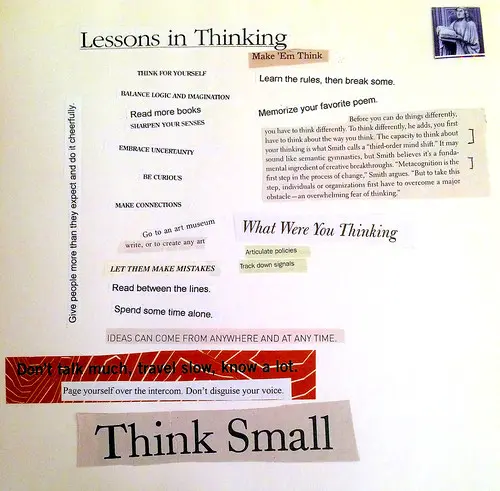 Lessons in Thinking
Make 'Em Think
THINK FOR YOURSELF
Learn the rules, then break some.
BALANCE LOGIC AND IMAGINATION
Read more books
Memorize your favorite poem.
SHARPEN YOUR SENSES
Before you can do things differently,
you have to think differently. To think differently, he adds, you first
have to think about the way you think. The capacity to think about
your thinking is what Smith calls a "third-order mind shift." It may
sound like semantic gymnastics, but Smith believes it's a funda-
mental ingredient of creative breakthroughs. "Metacognition is the
first step in the process of change," Smith argues. "But to take this
step, individuals or organizations first have to overcome a major
obstacle—an overwhelming fear of thinking."
EMBRACE UNCERTAINTY
BE CURIOUS
MAKE CONNECTIONS
Give people more than they expect and do it cheerfully.
Go to an art museum
write, or to create any art
What Were You Thinking
Articulate policies
Track down signals
LET THEM MAKE MISTAKES
Read between the lines.
Spend some time alone.
IDEAS CAN COME FROM ANYWHERE AND AT ANY TIME.
Don't talk much, travel slow, know a lot.
Page yourself over the intercom. Don't disguise your voice.
Think Small